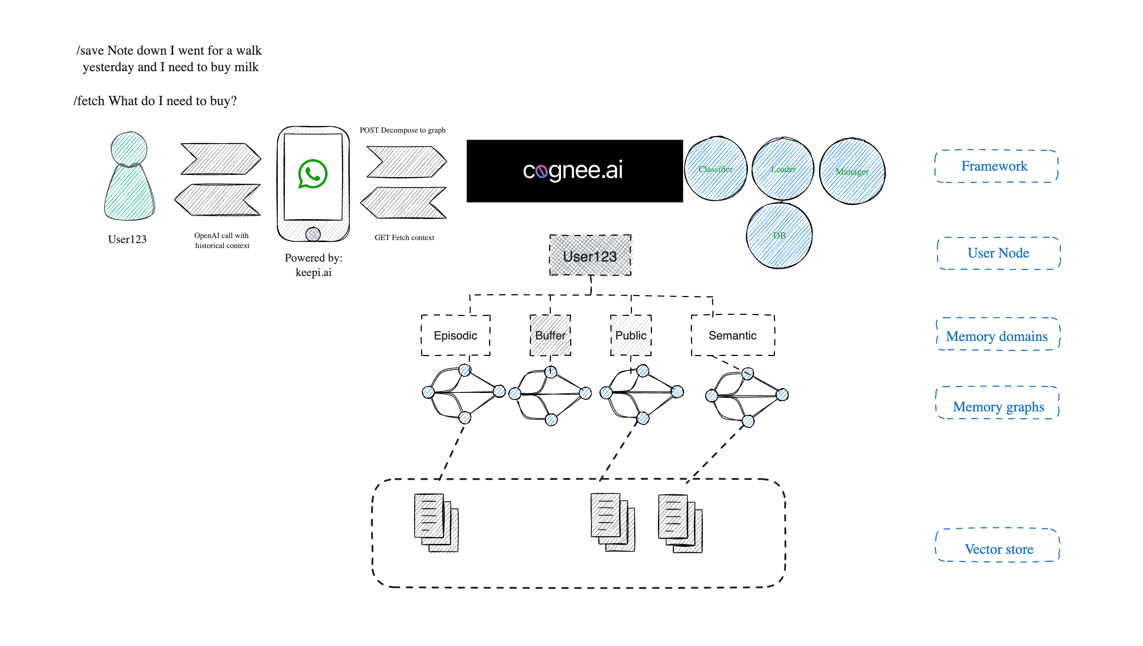 /save Note down I went for a walk
yesterday and I need to buy milk
/fetch What do I need to buy?
POST Decompose to graph
cognee.ai
Classifier
Loader
Manager
Framework
User123
OpenAI call with
historical context
GET Fetch context
DB
Powered by:
keepi.ai
User123
User Node
Episodic
Buffer
Public
Semantic
Memory domains
Memory graphs
Vector store